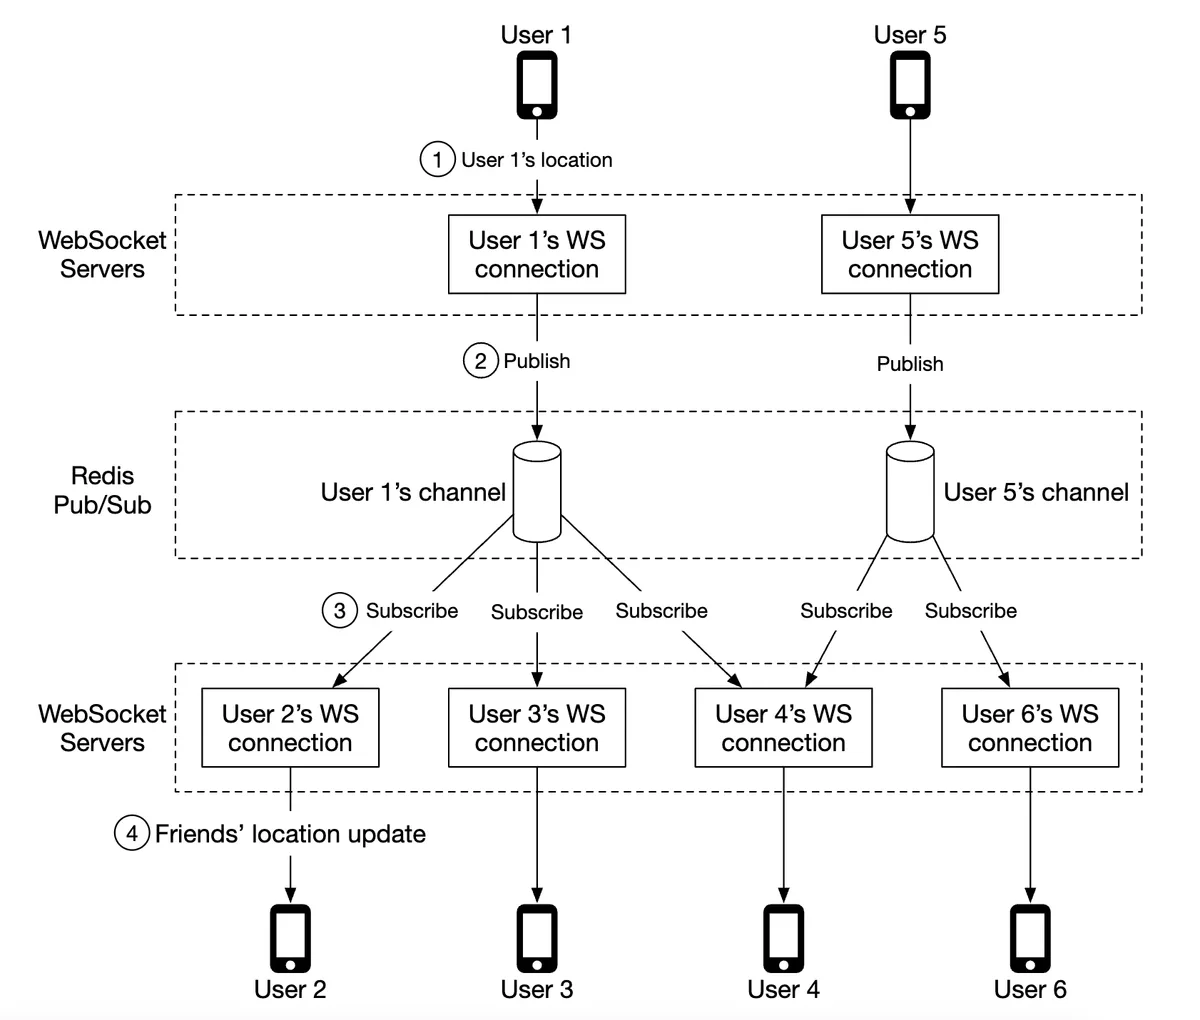 User 1
User 5
1 User 1's location
WebSocket
Servers
User 1's WS
connection
User 5's WS
connection
2 Publish
Publish
Redis
Pub/Sub
User 1's channel
User 5's channel
3 Subscribe
Subscribe
Subscribe
Subscribe
Subscribe
WebSocket
Servers
User 2's WS
connection
User 3's WS
connection
User 4's WS
connection
User 6's WS
connection
4 Friends' location update
User 2
User 3
User 4
User 6